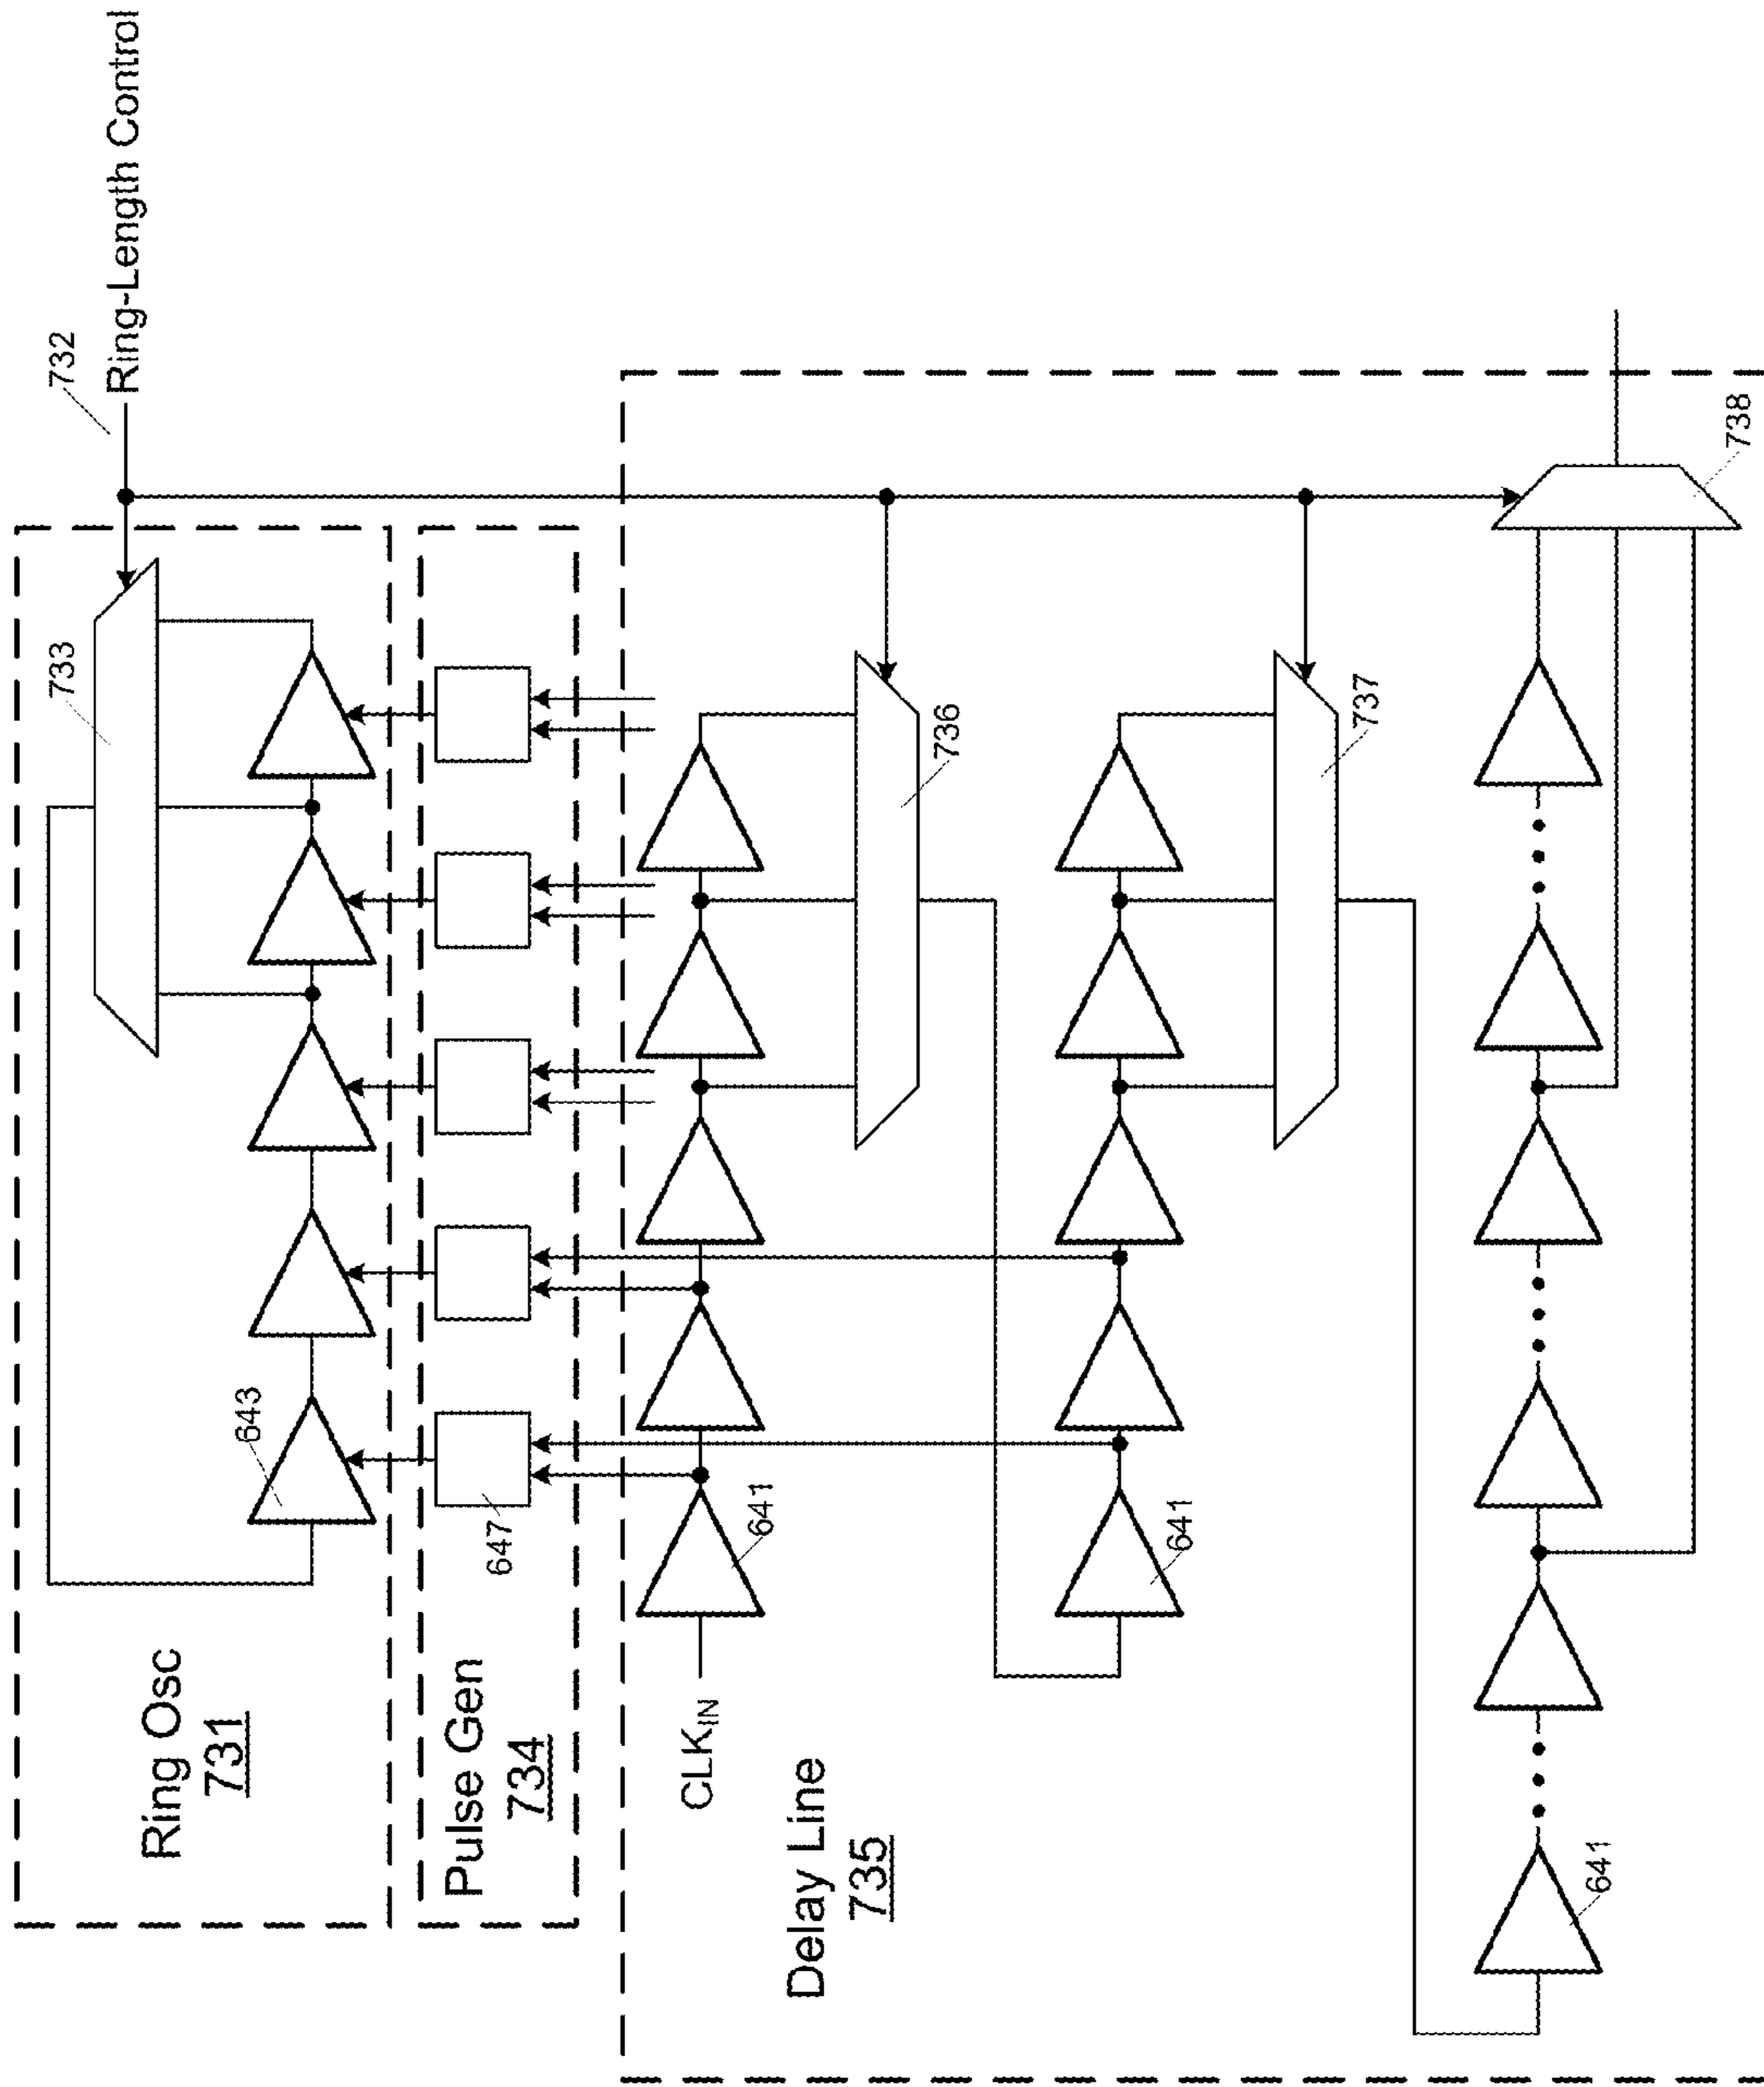 Ring-Length Control
732
Ring Osc
731
733
643
Pulse Gen
734
647
Delay Line
735
CLKIN
641
736
641
737
641
738